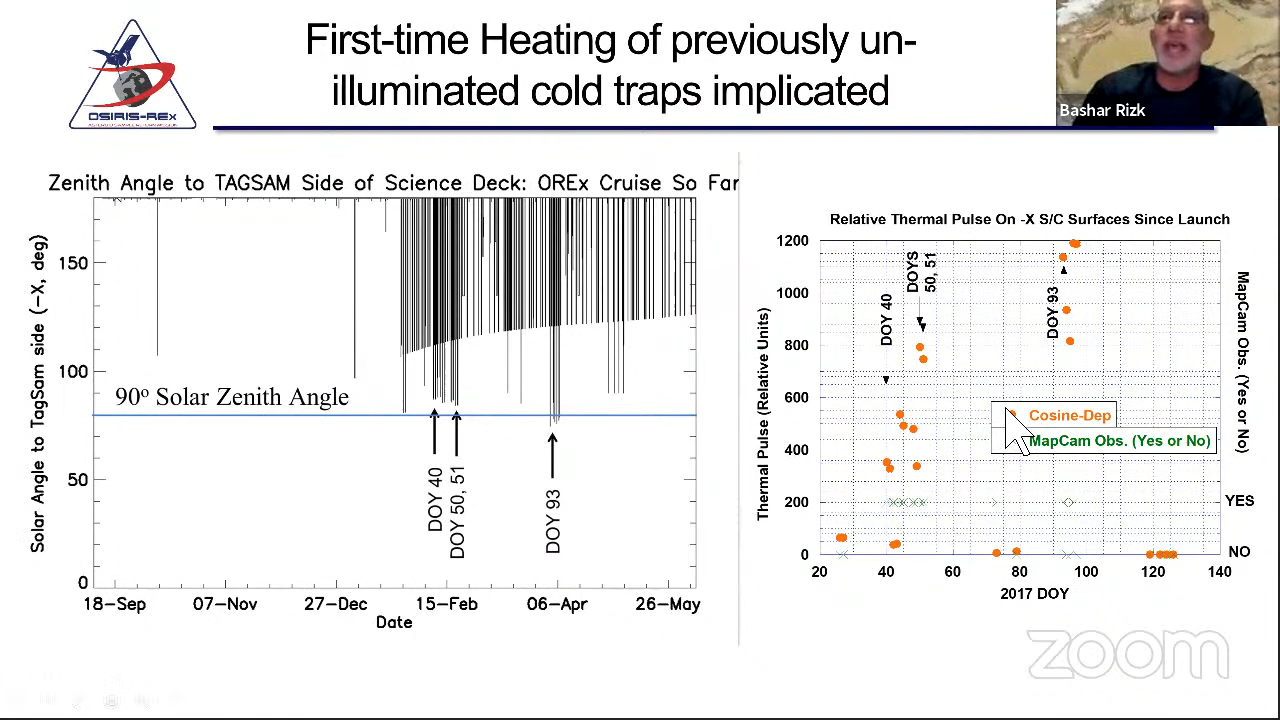 First-time Heating of previously un-
illuminated cold traps implicated
OSIRIS-REx
Bashar Rizk
Zenith Angle to TAGSAM Side of Science Deck: OREx Cruise So Far
Solar Angle to TagSam side (−X, deg)
150
100
50
0
90º Solar Zenith Angle
DOY 40
DOY 50, 51
DOY 93
18-Sep
07-Nov
27-Dec
15-Feb
06-Apr
26-May
Date
Relative Thermal Pulse On -X S/C Surfaces Since Launch
Thermal Pulse (Relative Units)
1200
1000
800
600
400
200
0
DOY 40
DOYS
50, 51
DOY 93
Cosine-Dep
MapCam Obs. (Yes or No)
MapCam Obs. (Yes or No)
YES
NO
20
40
60
80
100
120
140
2017 DOY
zoom